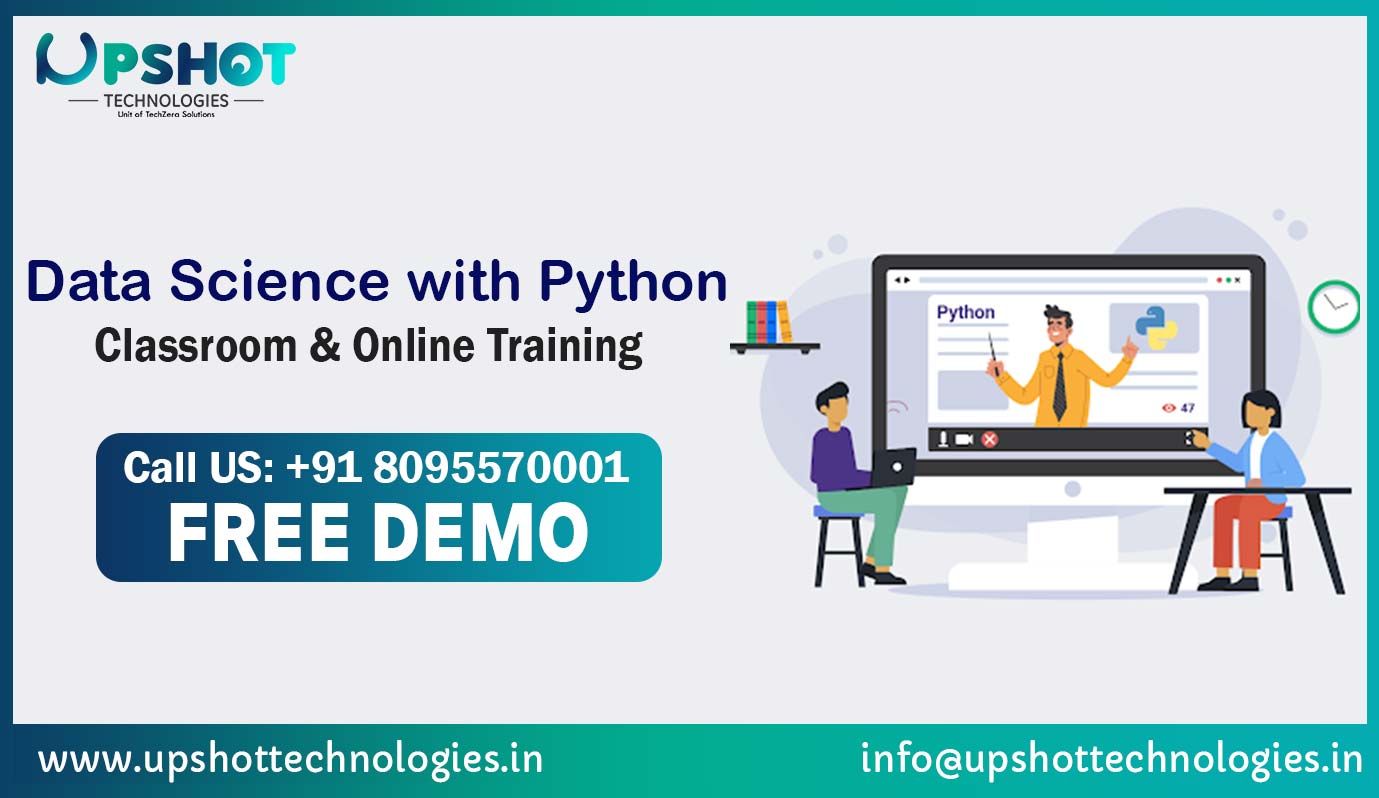 UPSHOT
TECHNOLOGIES
Unit of TechZera Solutions
Data Science with Python
Classroom & Online Training
Call US: +91 8095570001
FREE DEMO
Python
47
www.upshottechnologies.in
info@upshottechnologies.in